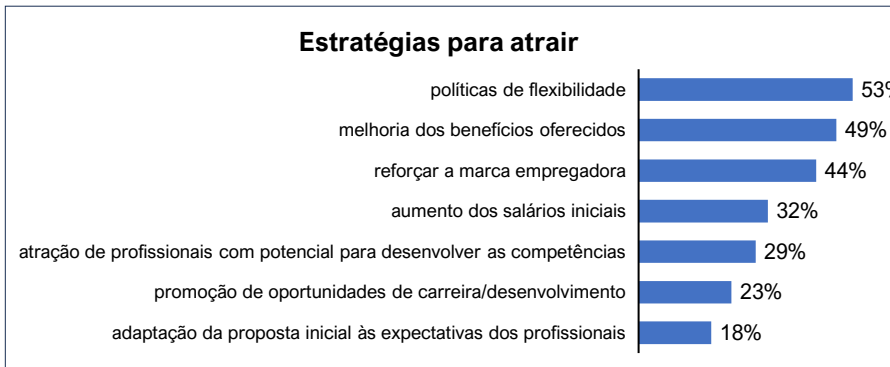 Estratégias para atrair
políticas de flexibilidade 53%
melhoria dos benefícios oferecidos 49%
reforçar a marca empregadora 44%
aumento dos salários iniciais 32%
atração de profissionais com potencial para desenvolver as competências 29%
promoção de oportunidades de carreira/desenvolvimento 23%
adaptação da proposta inicial às expectativas dos profissionais 18%